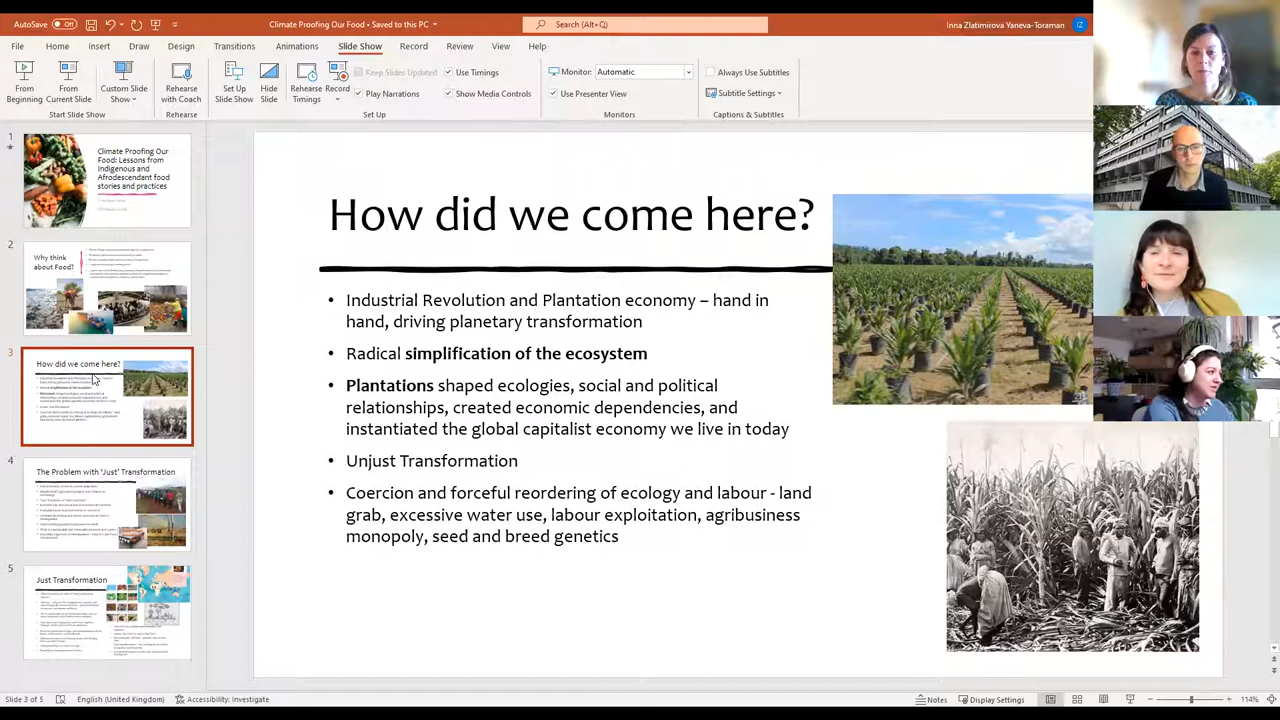 AutoSave Off
Climate Proofing Our Food • Saved to this PC
Search (Alt+Q)
Inna Zlatimirova Yaneva-Toraman IZ
File Home Insert Draw Design Transitions Animations Slide Show Record Review View Help
From Beginning
From Current Slide
Custom Slide Show
Rehearse with Coach
Set Up Slide Show
Hide Slide
Rehearse Timings
Record
Keep Slides Updated
Use Timings
Play Narrations
Show Media Controls
Monitor: Automatic
Use Presenter View
Always Use Subtitles
Subtitle Settings
Start Slide Show Rehearse Set Up Monitors Captions & Subtitles
1
Climate Proofing Our
Food: Lessons from
Indigenous and
Afrodescendant food
stories and practices
2
Why think
about Food?
3
How did we come here?
4
The Problem with ‘Just’ Transformation
5
Just Transformation
How did we come here?
• Industrial Revolution and Plantation economy – hand in
hand, driving planetary transformation
• Radical simplification of the ecosystem
• Plantations shaped ecologies, social and political
relationships, created economic dependencies, and
instantiated the global capitalist economy we live in today
• Unjust Transformation
• Coercion and forceful reordering of ecology and labour - land
grab, excessive water use, labour exploitation, agribusiness
monopoly, seed and breed genetics
Slide 3 of 5 English (United Kingdom) Accessibility: Investigate Notes Display Settings 114%